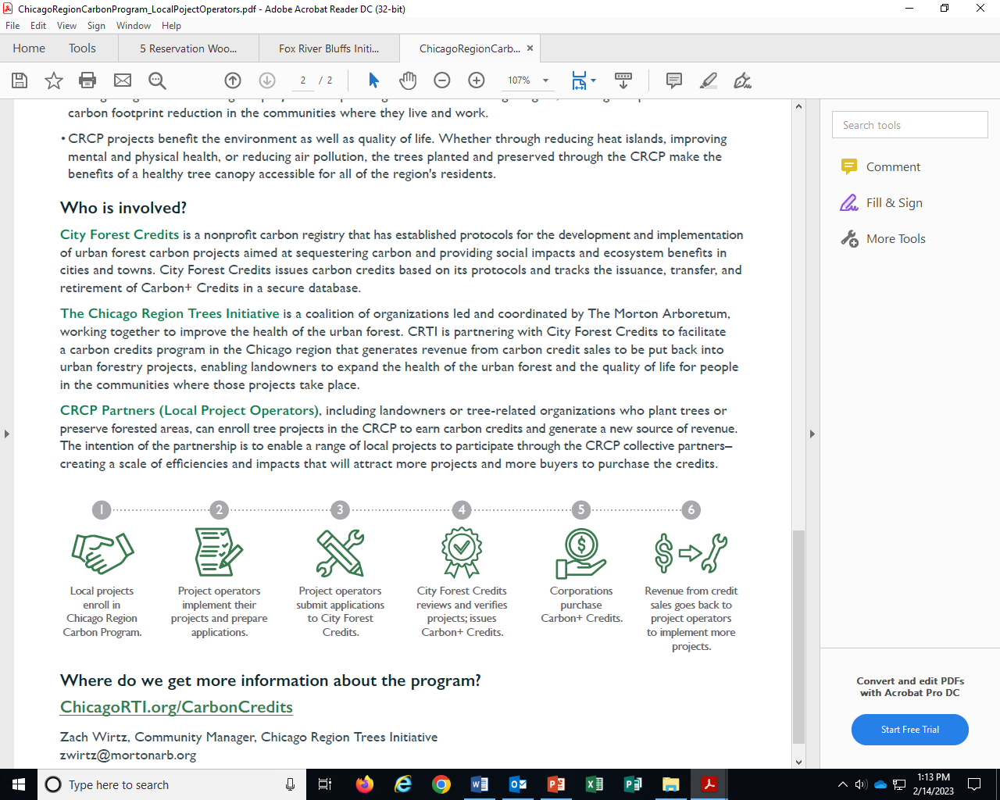 ChicagoRegionCarbonProgram_LocalPojectOperators.pdf - Adobe Acrobat Reader DC (32-bit)
File Edit View Sign Window Help
Home Tools 5 Reservation Woo... Fox River Bluffs Initi... ChicagoRegionCarb... ×
2 / 2 107%
carbon footprint reduction in the communities where they live and work.
• CRCP projects benefit the environment as well as quality of life. Whether through reducing heat islands, improving
mental and physical health, or reducing air pollution, the trees planted and preserved through the CRCP make the
benefits of a healthy tree canopy accessible for all of the region's residents.
Who is involved?
City Forest Credits is a nonprofit carbon registry that has established protocols for the development and implementation
of urban forest carbon projects aimed at sequestering carbon and providing social impacts and ecosystem benefits in
cities and towns. City Forest Credits issues carbon credits based on its protocols and tracks the issuance, transfer, and
retirement of Carbon+ Credits in a secure database.
The Chicago Region Trees Initiative is a coalition of organizations led and coordinated by The Morton Arboretum,
working together to improve the health of the urban forest. CRTI is partnering with City Forest Credits to facilitate
a carbon credits program in the Chicago region that generates revenue from carbon credit sales to be put back into
urban forestry projects, enabling landowners to expand the health of the urban forest and the quality of life for people
in the communities where those projects take place.
CRCP Partners (Local Project Operators), including landowners or tree-related organizations who plant trees or
preserve forested areas, can enroll tree projects in the CRCP to earn carbon credits and generate a new source of revenue.
The intention of the partnership is to enable a range of local projects to participate through the CRCP collective partners–
creating a scale of efficiencies and impacts that will attract more projects and more buyers to purchase the credits.
1
Local projects
enroll in
Chicago Region
Carbon Program.
2
Project operators
implement their
projects and prepare
applications.
3
Project operators
submit applications
to City Forest
Credits.
4
City Forest Credits
reviews and verifies
projects; issues
Carbon+ Credits.
5
$
Corporations
purchase
Carbon+ Credits.
6
$
Revenue from credit
sales goes back to
project operators
to implement more
projects.
Where do we get more information about the program?
ChicagoRTI.org/CarbonCredits
Zach Wirtz, Community Manager, Chicago Region Trees Initiative
zwirtz@mortonarb.org
Search tools
Comment
Fill & Sign
More Tools
Convert and edit PDFs
with Acrobat Pro DC
Start Free Trial
Type here to search
1:13 PM
2/14/2023